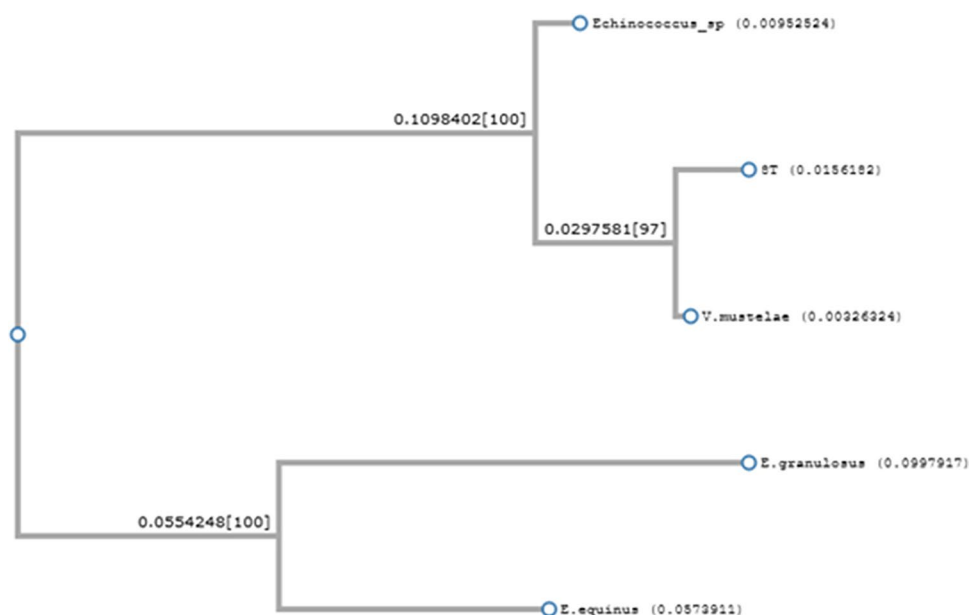 Echinococcus_sp (0.00952524)
0.1098402[100]
ST (0.0156182)
0.0297581[97]
V.mustelae (0.00326324)
E.granulosus (0.0997917)
0.0554248[100]
E.equinus (0.0573911)